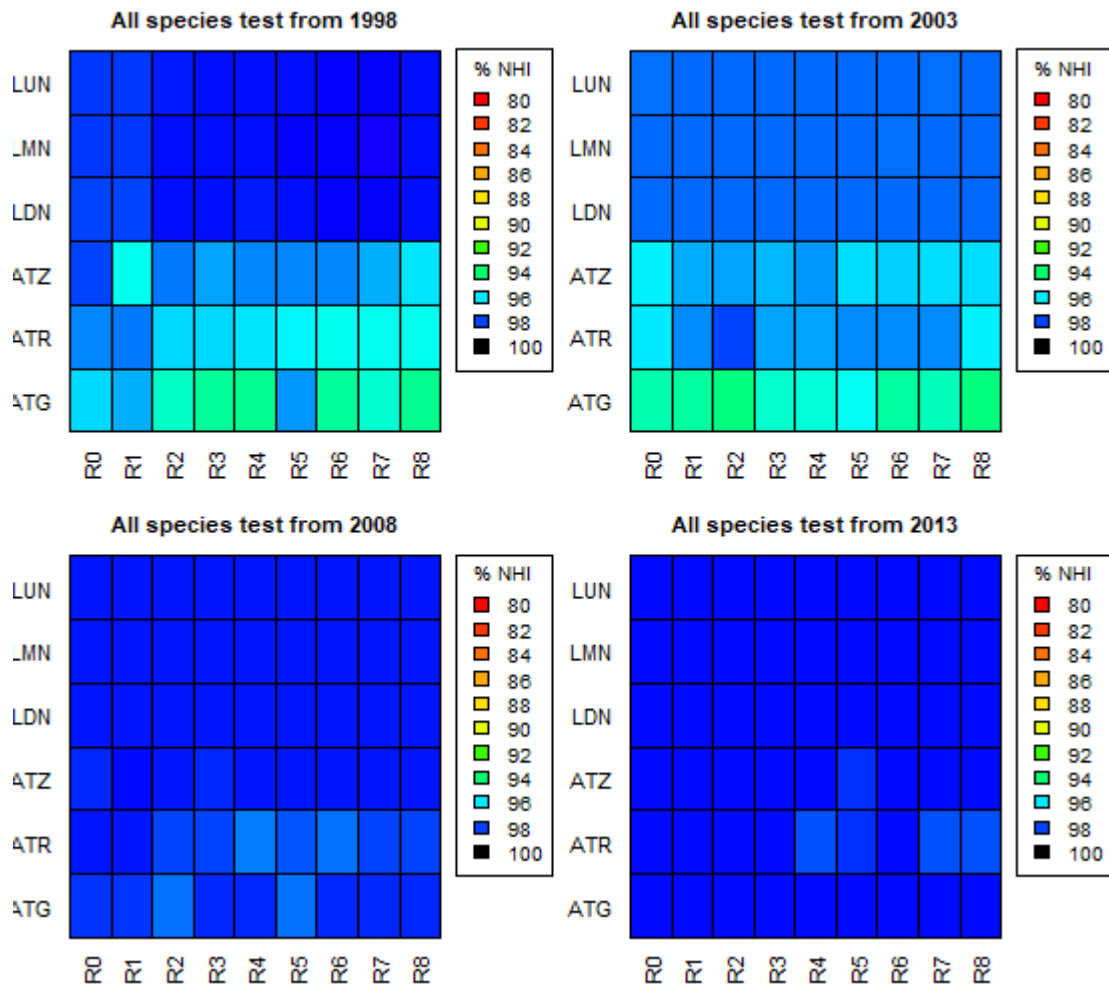 All species test from 1998
LUN
LMN
LDN
ATZ
ATR
ATG
R0 R1 R2 R3 R4 R5 R6 R7 R8
% NHI
80
82
84
86
88
90
92
94
96
98
100
All species test from 2003
LUN
LMN
LDN
ATZ
ATR
ATG
R0 R1 R2 R3 R4 R5 R6 R7 R8
% NHI
80
82
84
86
88
90
92
94
96
98
100
All species test from 2008
LUN
LMN
LDN
ATZ
ATR
ATG
R0 R1 R2 R3 R4 R5 R6 R7 R8
% NHI
80
82
84
86
88
90
92
94
96
98
100
All species test from 2013
LUN
LMN
LDN
ATZ
ATR
ATG
R0 R1 R2 R3 R4 R5 R6 R7 R8
% NHI
80
82
84
86
88
90
92
94
96
98
100